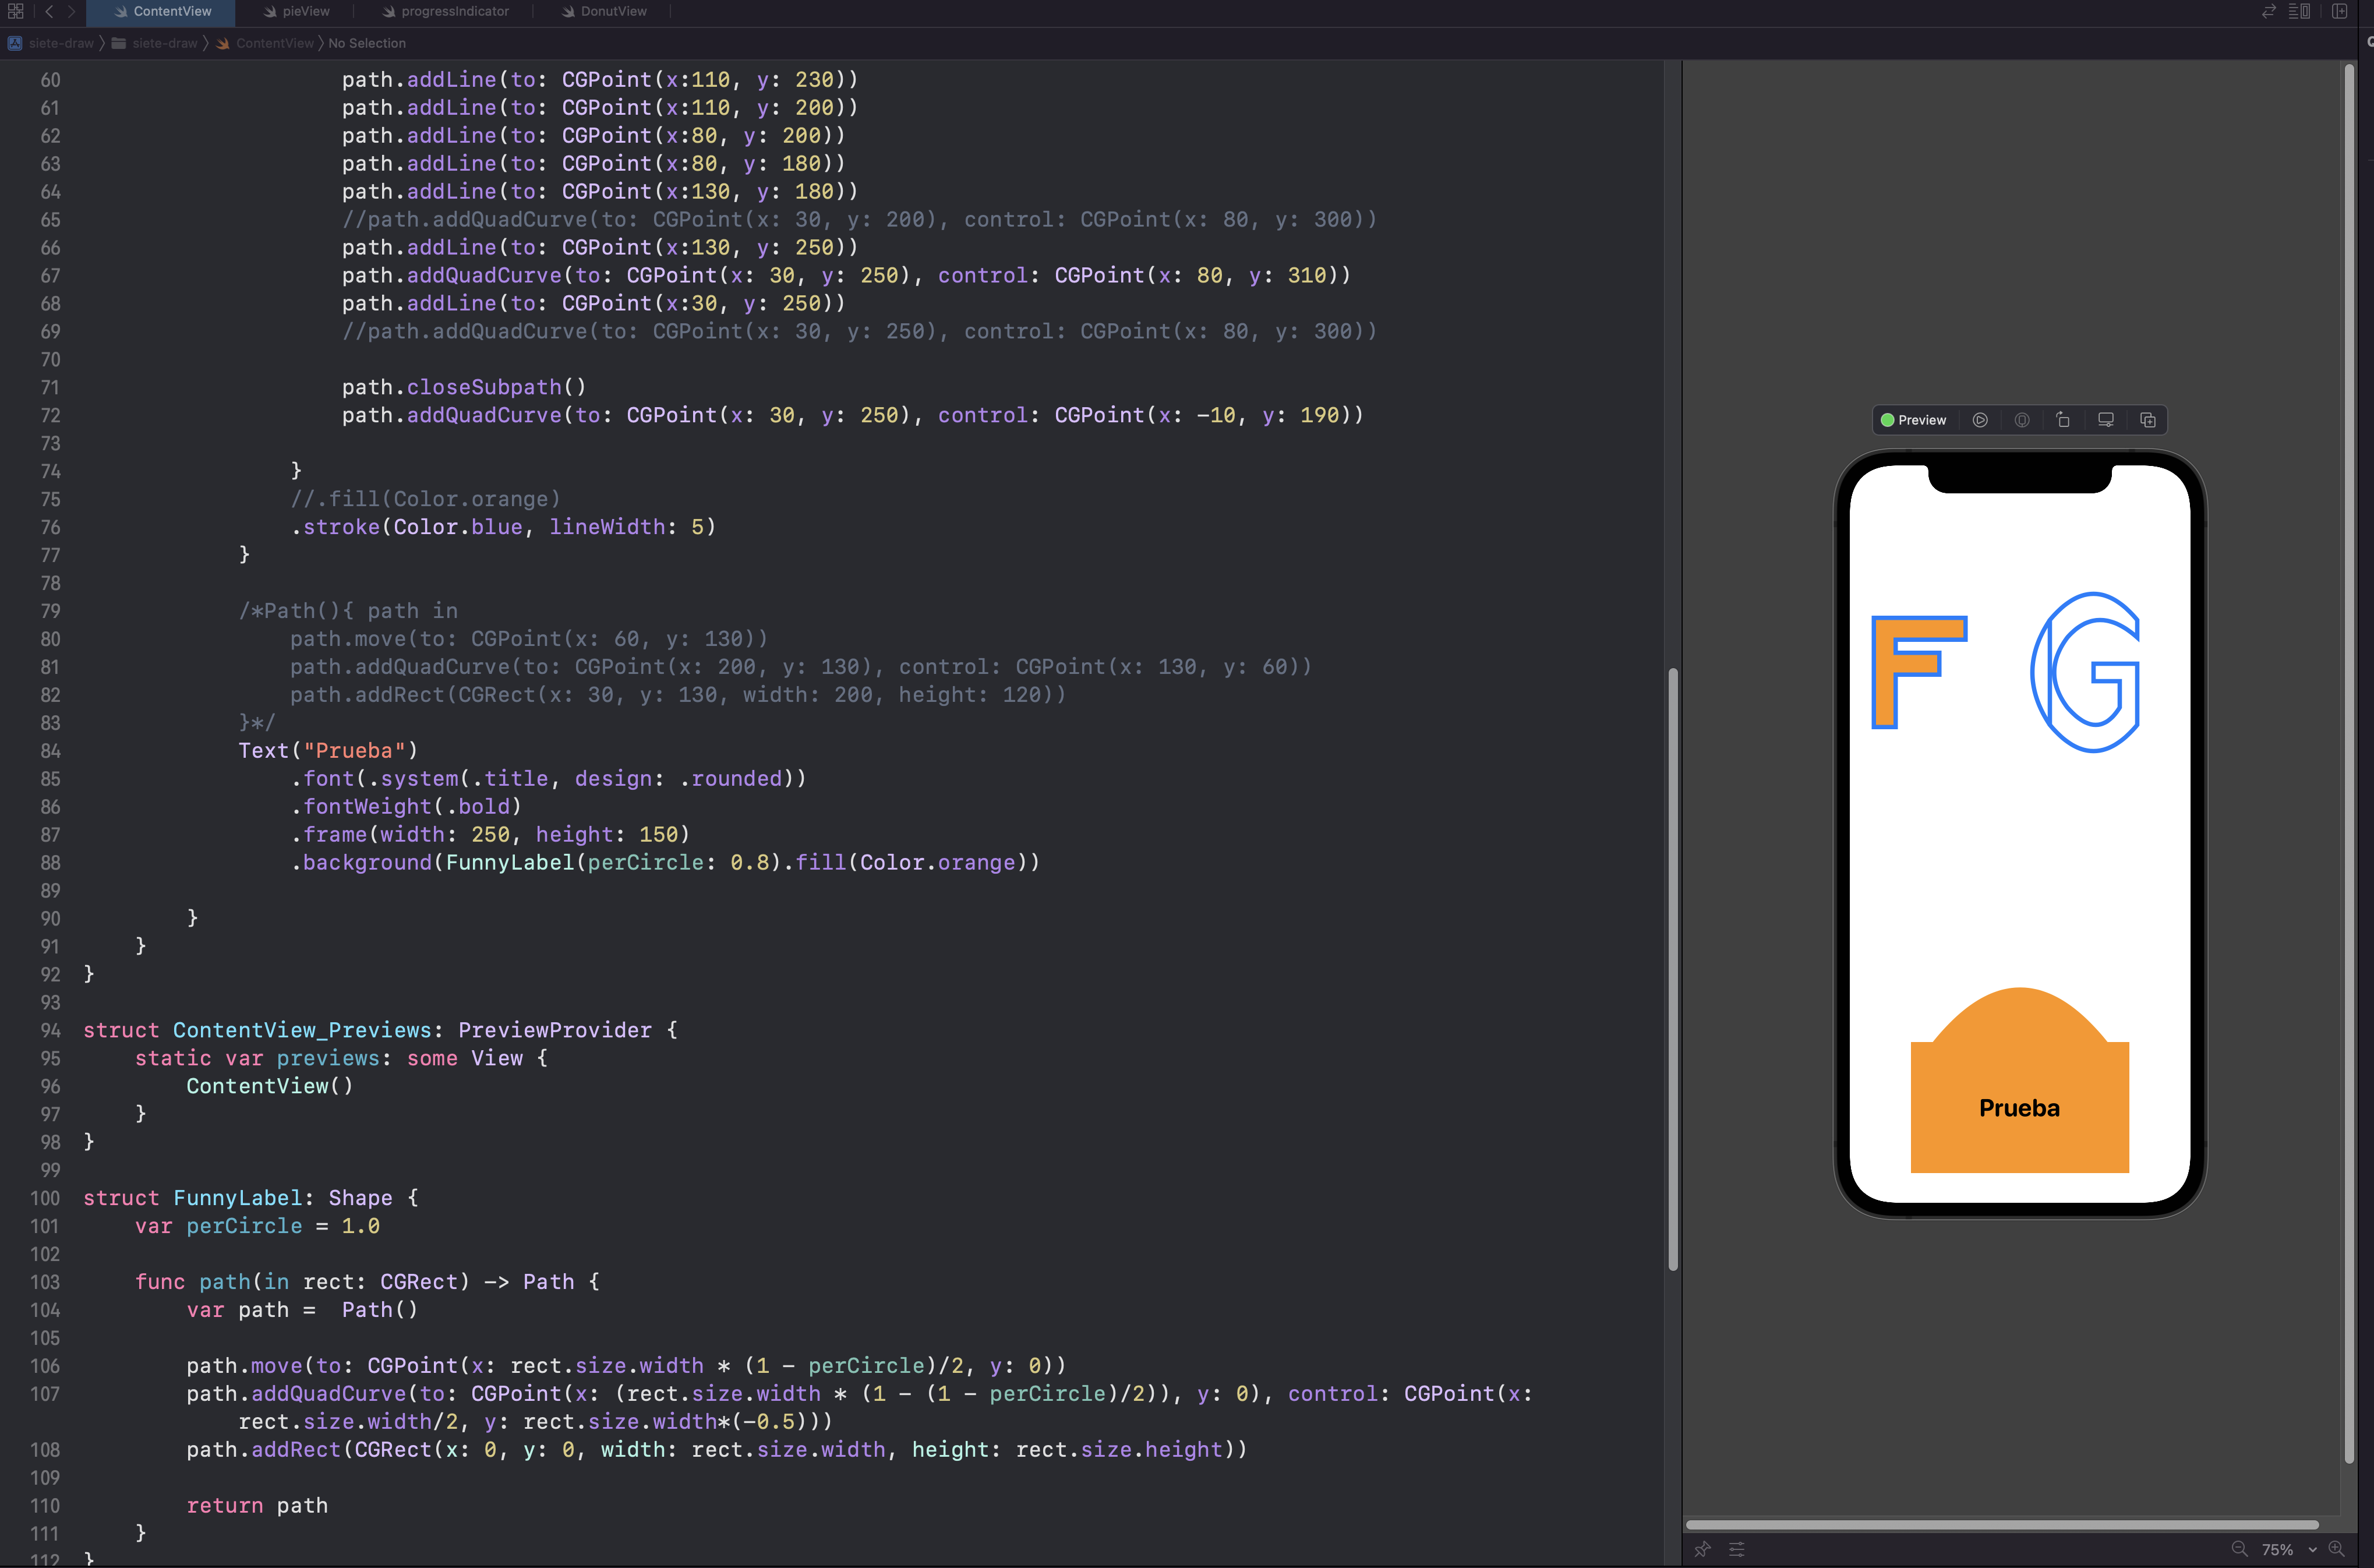 ContentView
pieView
progressIndicator
DonutView
siete-draw
siete-draw
ContentView
No Selection
60 path.addLine(to: CGPoint(x:110, y: 230))
61 path.addLine(to: CGPoint(x:110, y: 200))
62 path.addLine(to: CGPoint(x:80, y: 200))
63 path.addLine(to: CGPoint(x:80, y: 180))
64 path.addLine(to: CGPoint(x:130, y: 180))
65 //path.addQuadCurve(to: CGPoint(x: 30, y: 200), control: CGPoint(x: 80, y: 300))
66 path.addLine(to: CGPoint(x:130, y: 250))
67 path.addQuadCurve(to: CGPoint(x: 30, y: 250), control: CGPoint(x: 80, y: 310))
68 path.addLine(to: CGPoint(x:30, y: 250))
69 //path.addQuadCurve(to: CGPoint(x: 30, y: 250), control: CGPoint(x: 80, y: 300))
70
71 path.closeSubpath()
72 path.addQuadCurve(to: CGPoint(x: 30, y: 250), control: CGPoint(x: -10, y: 190))
73
74 }
75 //.fill(Color.orange)
76 .stroke(Color.blue, lineWidth: 5)
77 }
78
79 /*Path(){ path in
80 path.move(to: CGPoint(x: 60, y: 130))
81 path.addQuadCurve(to: CGPoint(x: 200, y: 130), control: CGPoint(x: 130, y: 60))
82 path.addRect(CGRect(x: 30, y: 130, width: 200, height: 120))
83 }*/
84 Text("Prueba")
85 .font(.system(.title, design: .rounded))
86 .fontWeight(.bold)
87 .frame(width: 250, height: 150)
88 .background(FunnyLabel(perCircle: 0.8).fill(Color.orange))
89
90 }
91 }
92 }
93
94 struct ContentView_Previews: PreviewProvider {
95 static var previews: some View {
96 ContentView()
97 }
98 }
99
100 struct FunnyLabel: Shape {
101 var perCircle = 1.0
102
103 func path(in rect: CGRect) -> Path {
104 var path =  Path()
105
106 path.move(to: CGPoint(x: rect.size.width * (1 - perCircle)/2, y: 0))
107 path.addQuadCurve(to: CGPoint(x: (rect.size.width * (1 - (1 - perCircle)/2)), y: 0), control: CGPoint(x:
rect.size.width/2, y: rect.size.width*(-0.5)))
108 path.addRect(CGRect(x: 0, y: 0, width: rect.size.width, height: rect.size.height))
109
110 return path
111 }
112 }
Preview
F G
Prueba
75%